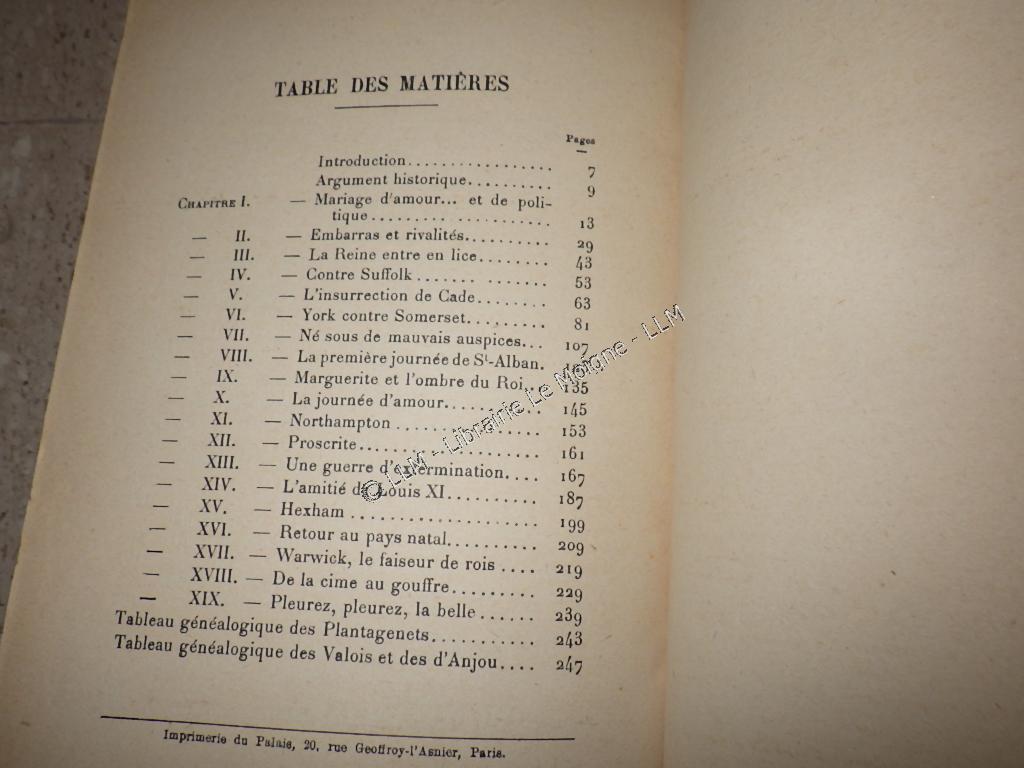 TABLE DES MATIÈRES
Pages
Introduction................. 7
Argument historique.......... 9
CHAPITRE I. — Mariage d'amour... et de poli-
tique......... ........... 13
— II. — Embarras et rivalités.......... 29
— III. — La Reine entre en lice........ 43
— IV. — Contre Suffolk ...... ....... 53
— V. — L'insurrection de Cade........ 63
— VI. — York contre Somerset.......... 81
— VII. — Né sous de mauvais auspices... 107
— VIII. — La première journée de St-Alban.
— IX. — Marguerite et l'ombre du Roi... 135
— X. — La journée d'amour.......... 145
— XI. — Northampton ............... 153
— XII. — Proscrite.................. 161
— XIII. — Une guerre d'extermination.... 167
— XIV. — L'amitié de Louis XI.......... 187
— XV. — Hexham .................. 199
— XVI. — Retour au pays natal.......... 209
— XVII. — Warwick, le faiseur de rois .... 219
— XVIII. — De la cime au gouffre......... 229
— XIX. — Pleurez, pleurez, la belle ...... 239
Tableau généalogique des Plantagenets........... 243
Tableau généalogique des Valois et des d'Anjou.... 247
Imprimerie du Palais, 20, rue Geoffroy-l'Asnier, Paris.
© LLM - Librairie Le Moigne - LLM